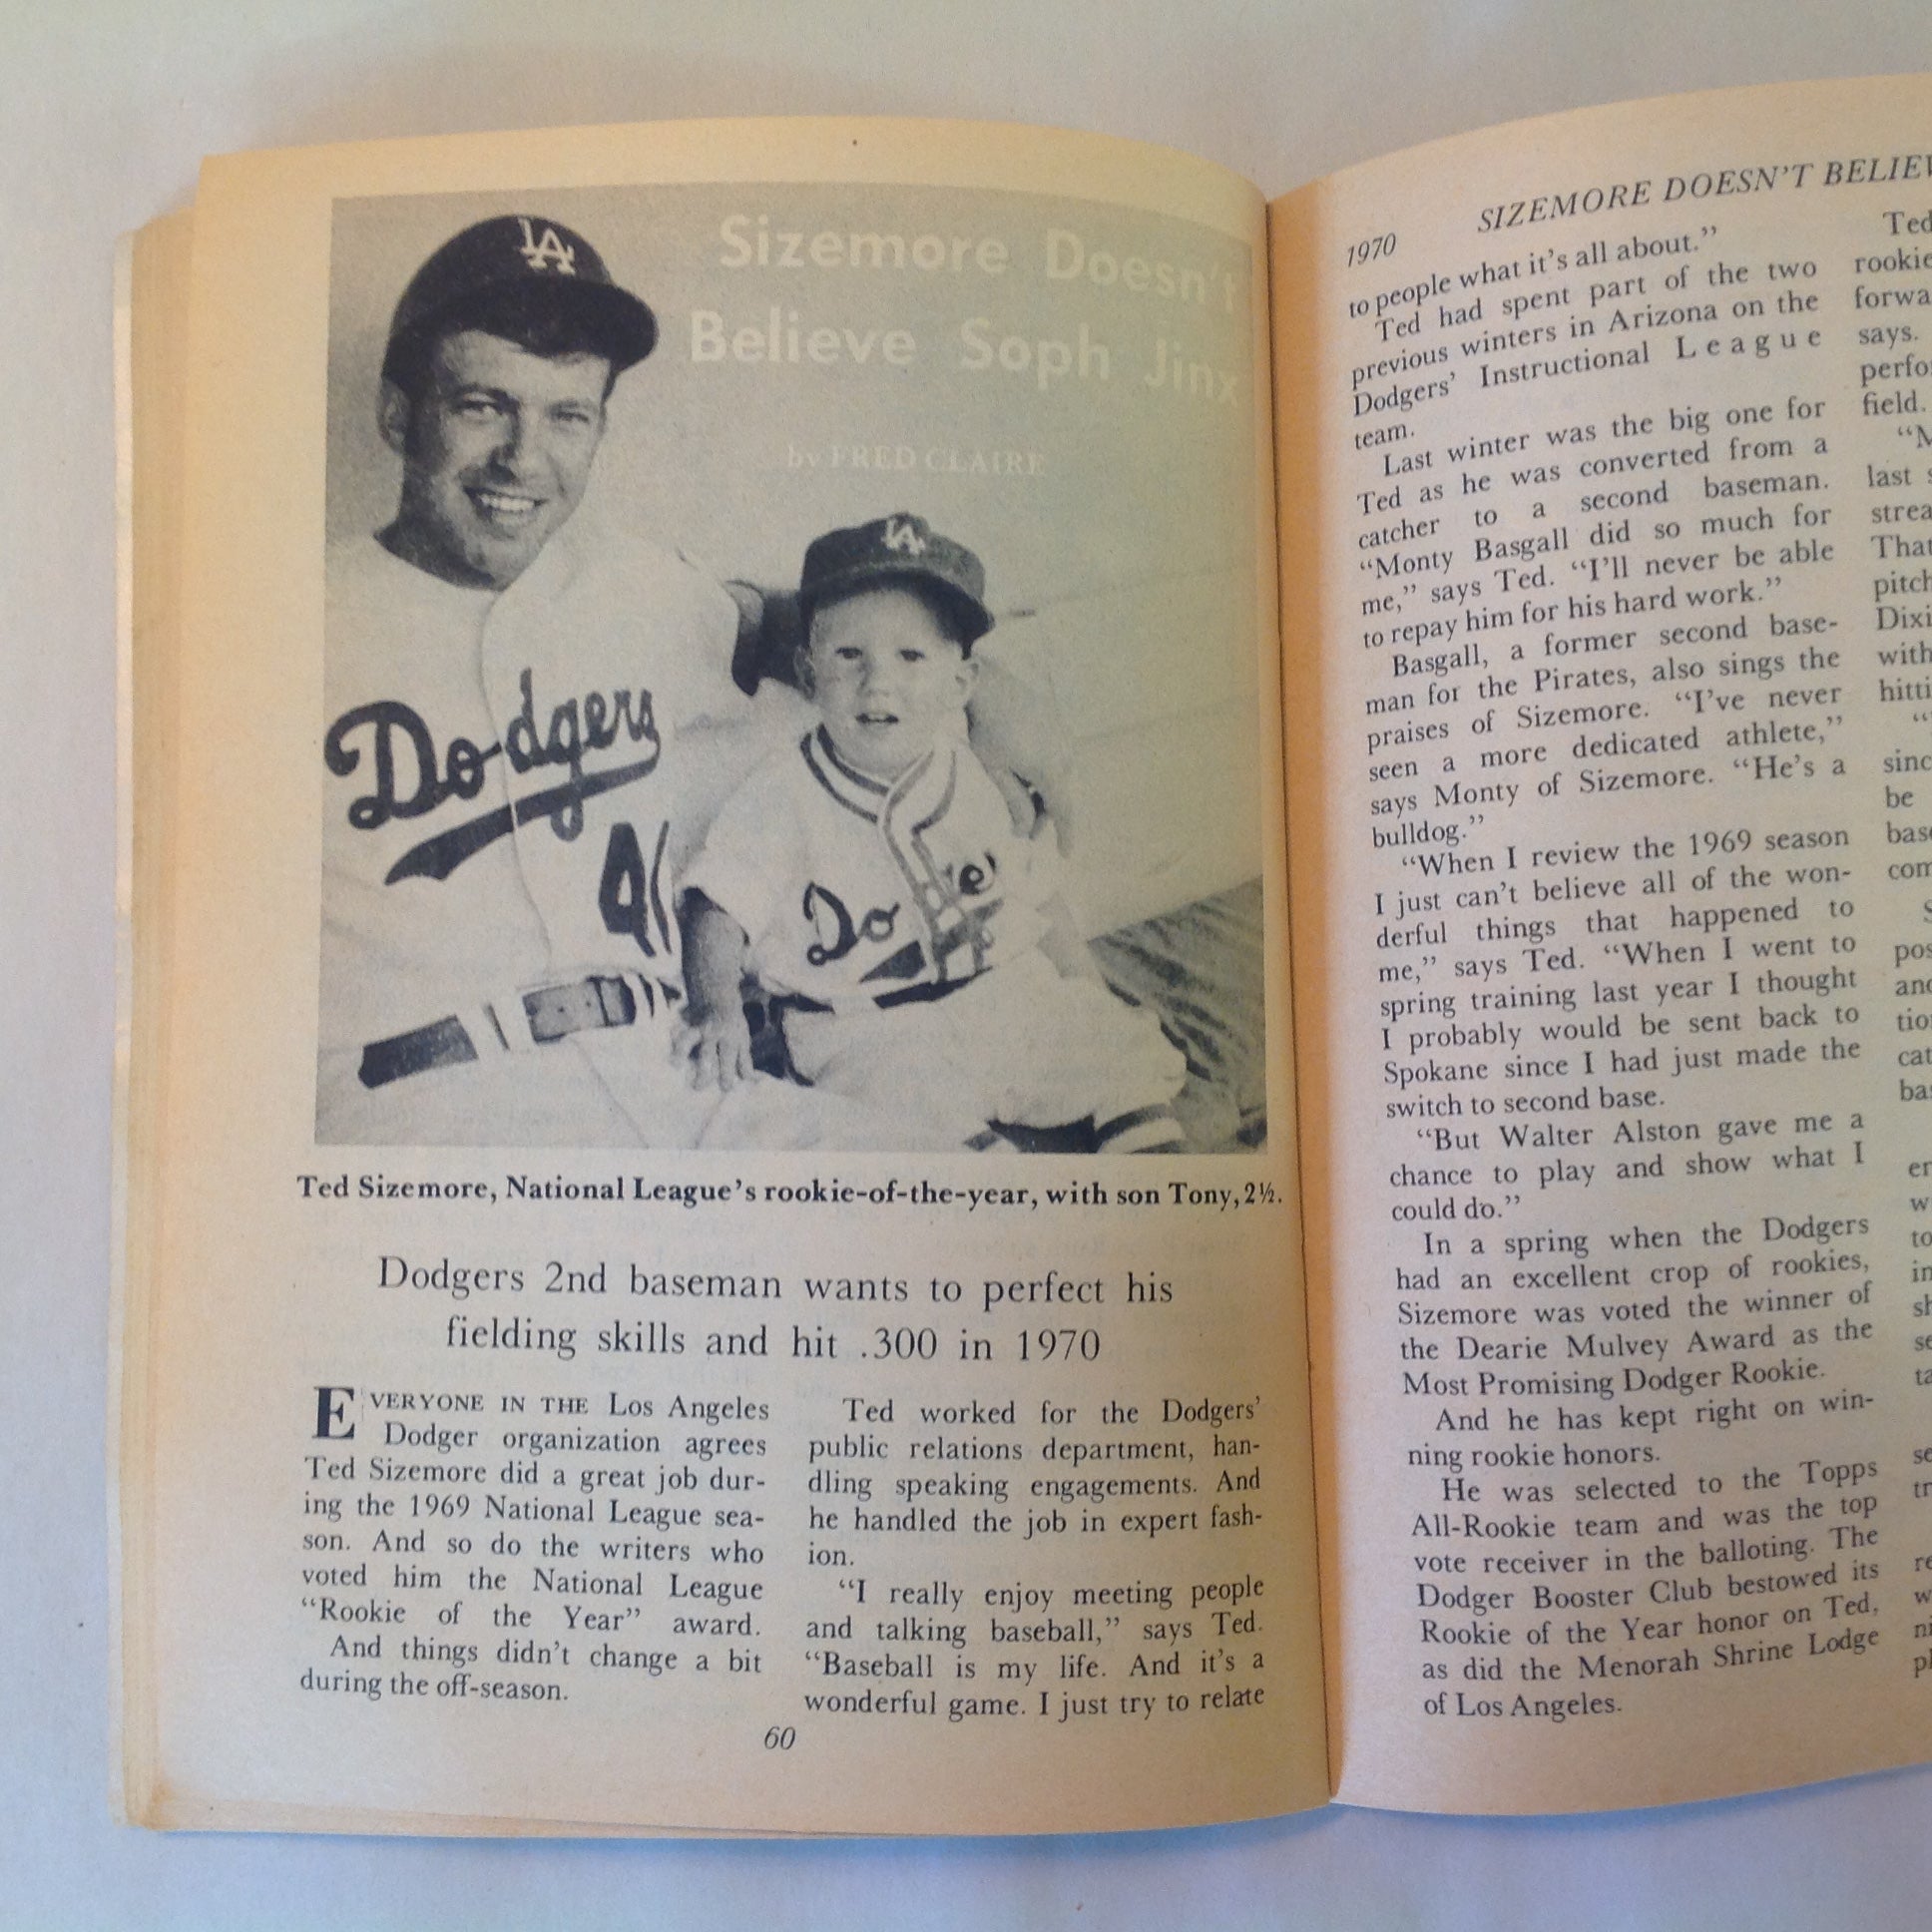 LA
Sizemore Doesn't
Believe Soph Jinx
by FRED CLAIRE
LA
Dodgers
Do
Ted Sizemore, National League's rookie-of-the-year, with son Tony, 2½.
Dodgers 2nd baseman wants to perfect his
fielding skills and hit .300 in 1970
EVERYONE IN THE Los Angeles
Dodger organization agrees
Ted Sizemore did a great job dur-
ing the 1969 National League sea-
son. And so do the writers who
voted him the National League
“Rookie of the Year” award.
And things didn't change a bit
during the off-season.
Ted worked for the Dodgers'
public relations department, han-
dling speaking engagements. And
he handled the job in expert fash-
ion.
“I really enjoy meeting people
and talking baseball,” says Ted.
“Baseball is my life. And it's a
wonderful game. I just try to relate
60
1970
SIZEMORE DOESN'T
to people what it's all about.”
Ted had spent part of the two
previous winters in Arizona on the
Dodgers' Instructional League
team.
Last winter was the big one for
Ted as he was converted from a
catcher to a second baseman.
“Monty Basgall did so much for
me,” says Ted. “I'll never be able
to repay him for his hard work.”
Basgall, a former second base-
man for the Pirates, also sings the
praises of Sizemore. “I've never
seen a more dedicated athlete,”
says Monty of Sizemore. “He's a
bulldog.”
“When I review the 1969 season
I just can't believe all of the won-
derful things that happened to
me,” says Ted. “When I went to
spring training last year I thought
I probably would be sent back to
Spokane since I had just made the
switch to second base.
“But Walter Alston gave me a
chance to play and show what I
could do.”
In a spring when the Dodgers
had an excellent crop of rookies,
Sizemore was voted the winner of
the Dearie Mulvey Award as the
Most Promising Dodger Rookie.
And he has kept right on win-
ning rookie honors.
He was selected to the Topps
All-Rookie team and was the top
vote receiver in the balloting. The
Dodger Booster Club bestowed its
Rookie of the Year honor on Ted,
as did the Menorah Shrine Lodge
of Los Angeles.
Ted
says.
field.
last
That
with
be